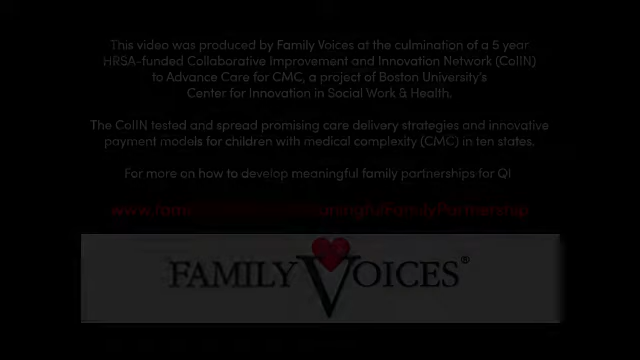 This video was produced by Family Voices at the culmination of a 5 year
HRSA-funded Collaborative Improvement and Innovation Network (CoIIN)
to Advance Care for CMC, a project of Boston University's
Center for Innovation in Social Work & Health.
The CoIIN tested and spread promising care delivery strategies and innovative
payment models for children with medical complexity (CMC) in ten states.
For more on how to develop meaningful family partnerships for QI
FAMILY VOICES®